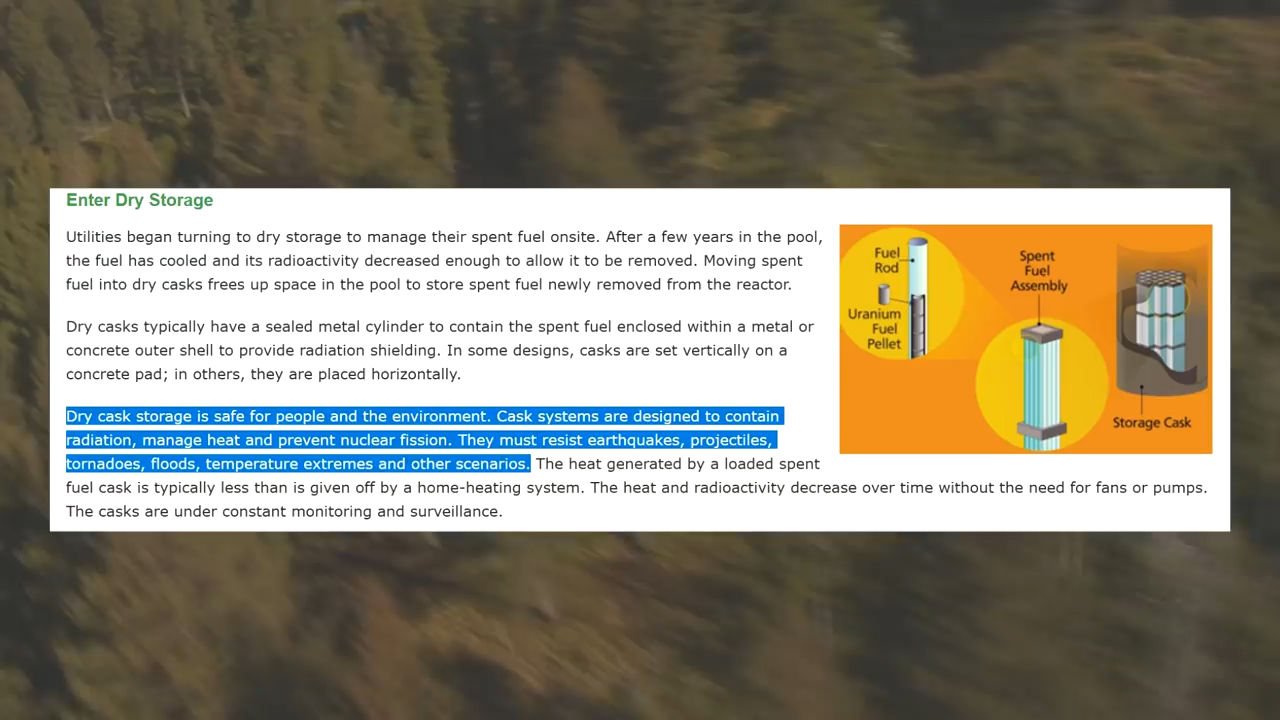 Enter Dry Storage
Utilities began turning to dry storage to manage their spent fuel onsite. After a few years in the pool,
the fuel has cooled and its radioactivity decreased enough to allow it to be removed. Moving spent
fuel into dry casks frees up space in the pool to store spent fuel newly removed from the reactor.
Dry casks typically have a sealed metal cylinder to contain the spent fuel enclosed within a metal or
concrete outer shell to provide radiation shielding. In some designs, casks are set vertically on a
concrete pad; in others, they are placed horizontally.
Dry cask storage is safe for people and the environment. Cask systems are designed to contain
radiation, manage heat and prevent nuclear fission. They must resist earthquakes, projectiles,
tornadoes, floods, temperature extremes and other scenarios. The heat generated by a loaded spent
fuel cask is typically less than is given off by a home-heating system. The heat and radioactivity decrease over time without the need for fans or pumps.
The casks are under constant monitoring and surveillance.
Fuel
Rod
Uranium
Fuel
Pellet
Spent
Fuel
Assembly
Storage Cask